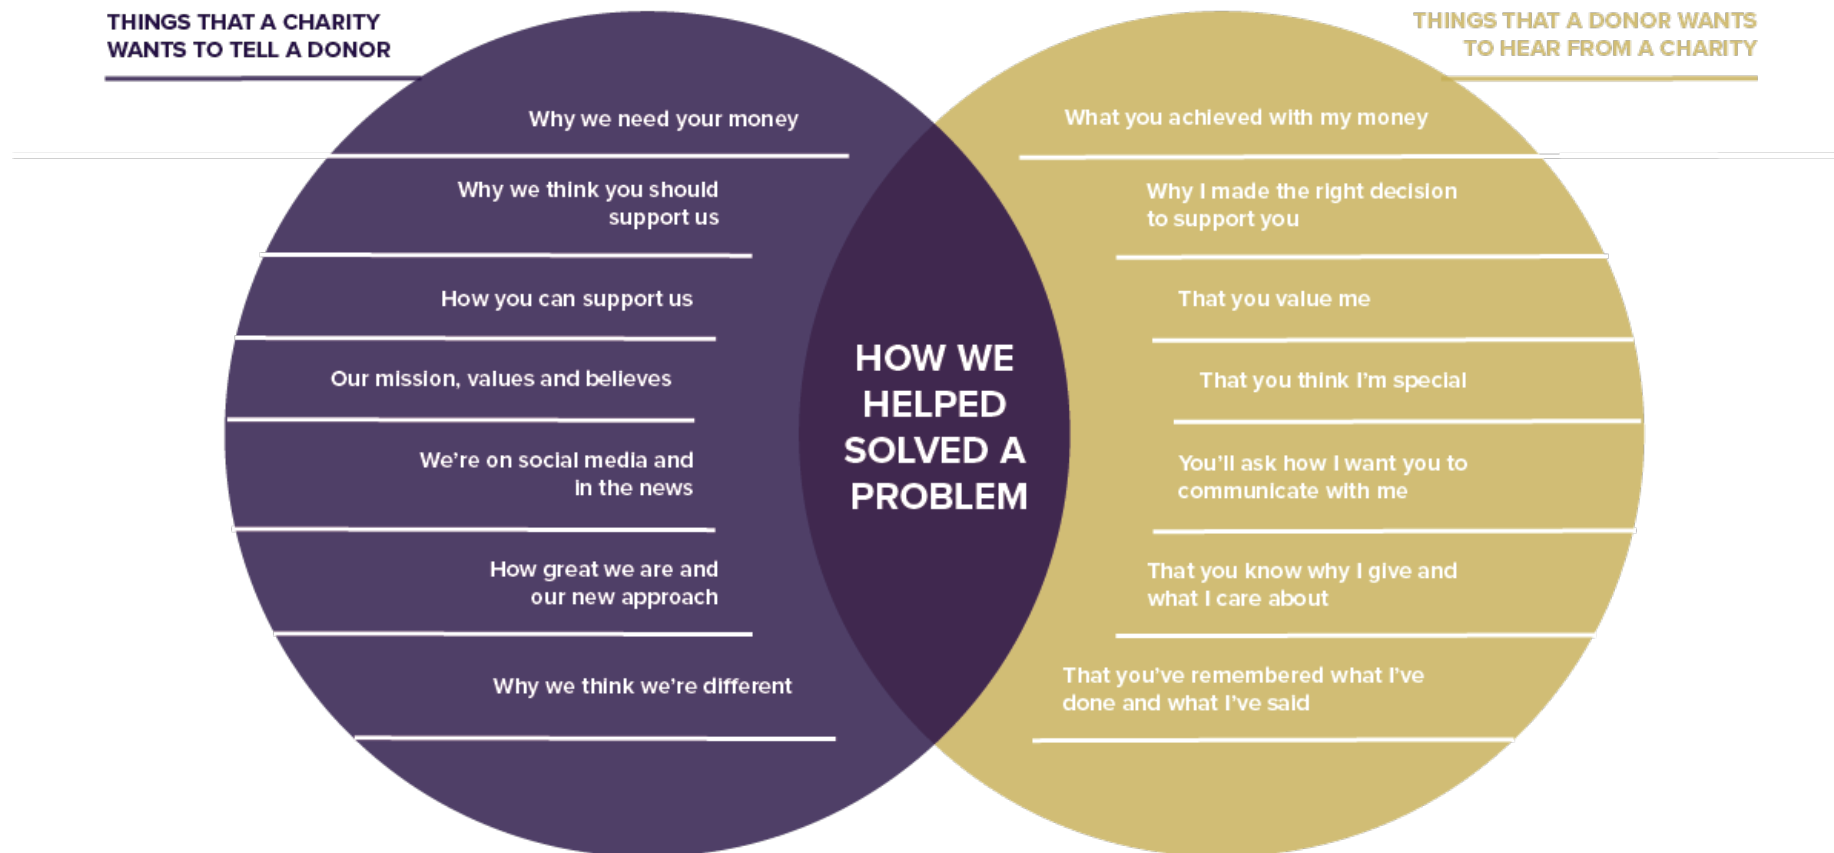 THINGS THAT A CHARITY
WANTS TO TELL A DONOR
Why we need your money
Why we think you should
support us
How you can support us
Our mission, values and believes
We're on social media and
in the news
How great we are and
our new approach
Why we think we're different
HOW WE
HELPED
SOLVED A
PROBLEM
THINGS THAT A DONOR WANTS
TO HEAR FROM A CHARITY
What you achieved with my money
Why I made the right decision
to support you
That you value me
That you think I'm special
You'll ask how I want you to
communicate with me
That you know why I give and
what I care about
That you've remembered what I've
done and what I've said